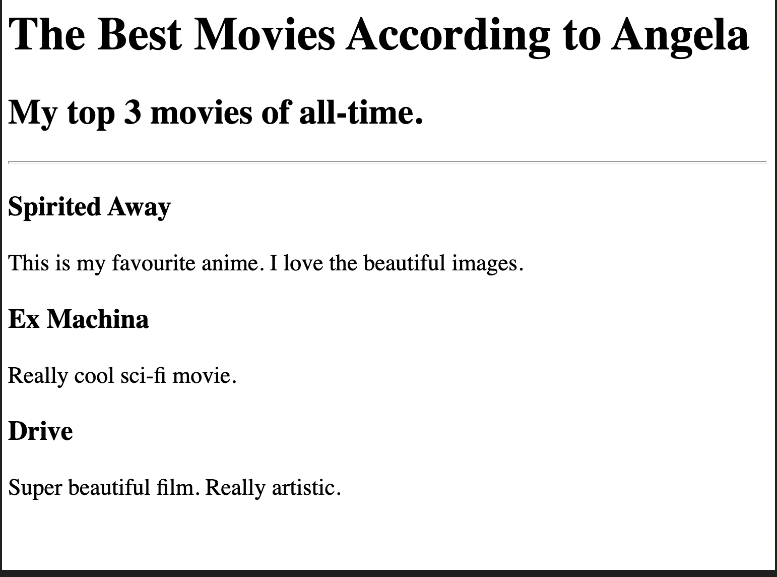 The Best Movies According to Angela
My top 3 movies of all-time.
Spirited Away
This is my favourite anime. I love the beautiful images.
Ex Machina
Really cool sci-fi movie.
Drive
Super beautiful film. Really artistic.